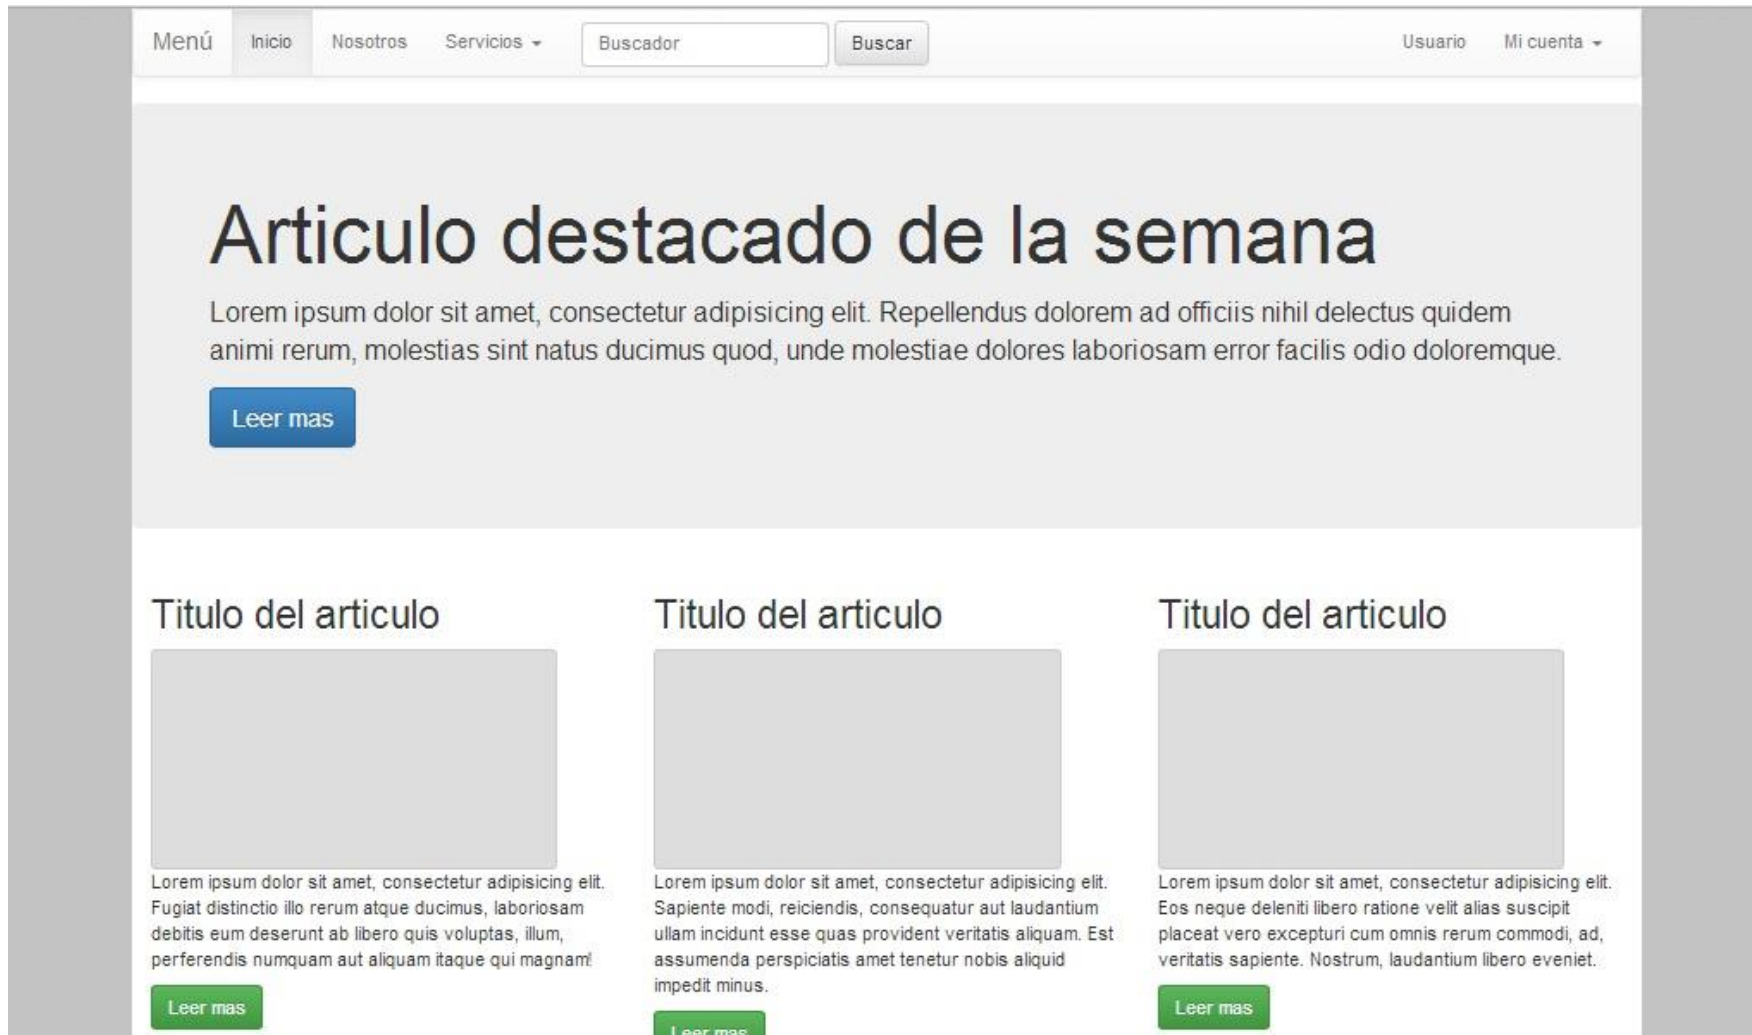 Menú Inicio Nosotros Servicios Buscador Buscar Usuario Mi cuenta
Articulo destacado de la semana
Lorem ipsum dolor sit amet, consectetur adipisicing elit. Repellendus dolorem ad officiis nihil delectus quidem
animi rerum, molestias sint natus ducimus quod, unde molestiae dolores laboriosam error facilis odio doloremque.
Leer mas
Titulo del articulo
Lorem ipsum dolor sit amet, consectetur adipisicing elit.
Fugiat distinctio illo rerum atque ducimus, laboriosam
debitis eum deserunt ab libero quis voluptas, illum,
perferendis numquam aut aliquam itaque qui magnam!
Leer mas
Titulo del articulo
Lorem ipsum dolor sit amet, consectetur adipisicing elit.
Sapiente modi, reiciendis, consequatur aut laudantium
ullam incidunt esse quas provident veritatis aliquam. Est
assumenda perspiciatis amet tenetur nobis aliquid
impedit minus.
Leer mas
Titulo del articulo
Lorem ipsum dolor sit amet, consectetur adipisicing elit.
Eos neque deleniti libero ratione velit alias suscipit
placeat vero excepturi cum omnis rerum commodi, ad,
veritatis sapiente. Nostrum, laudantium libero eveniet.
Leer mas